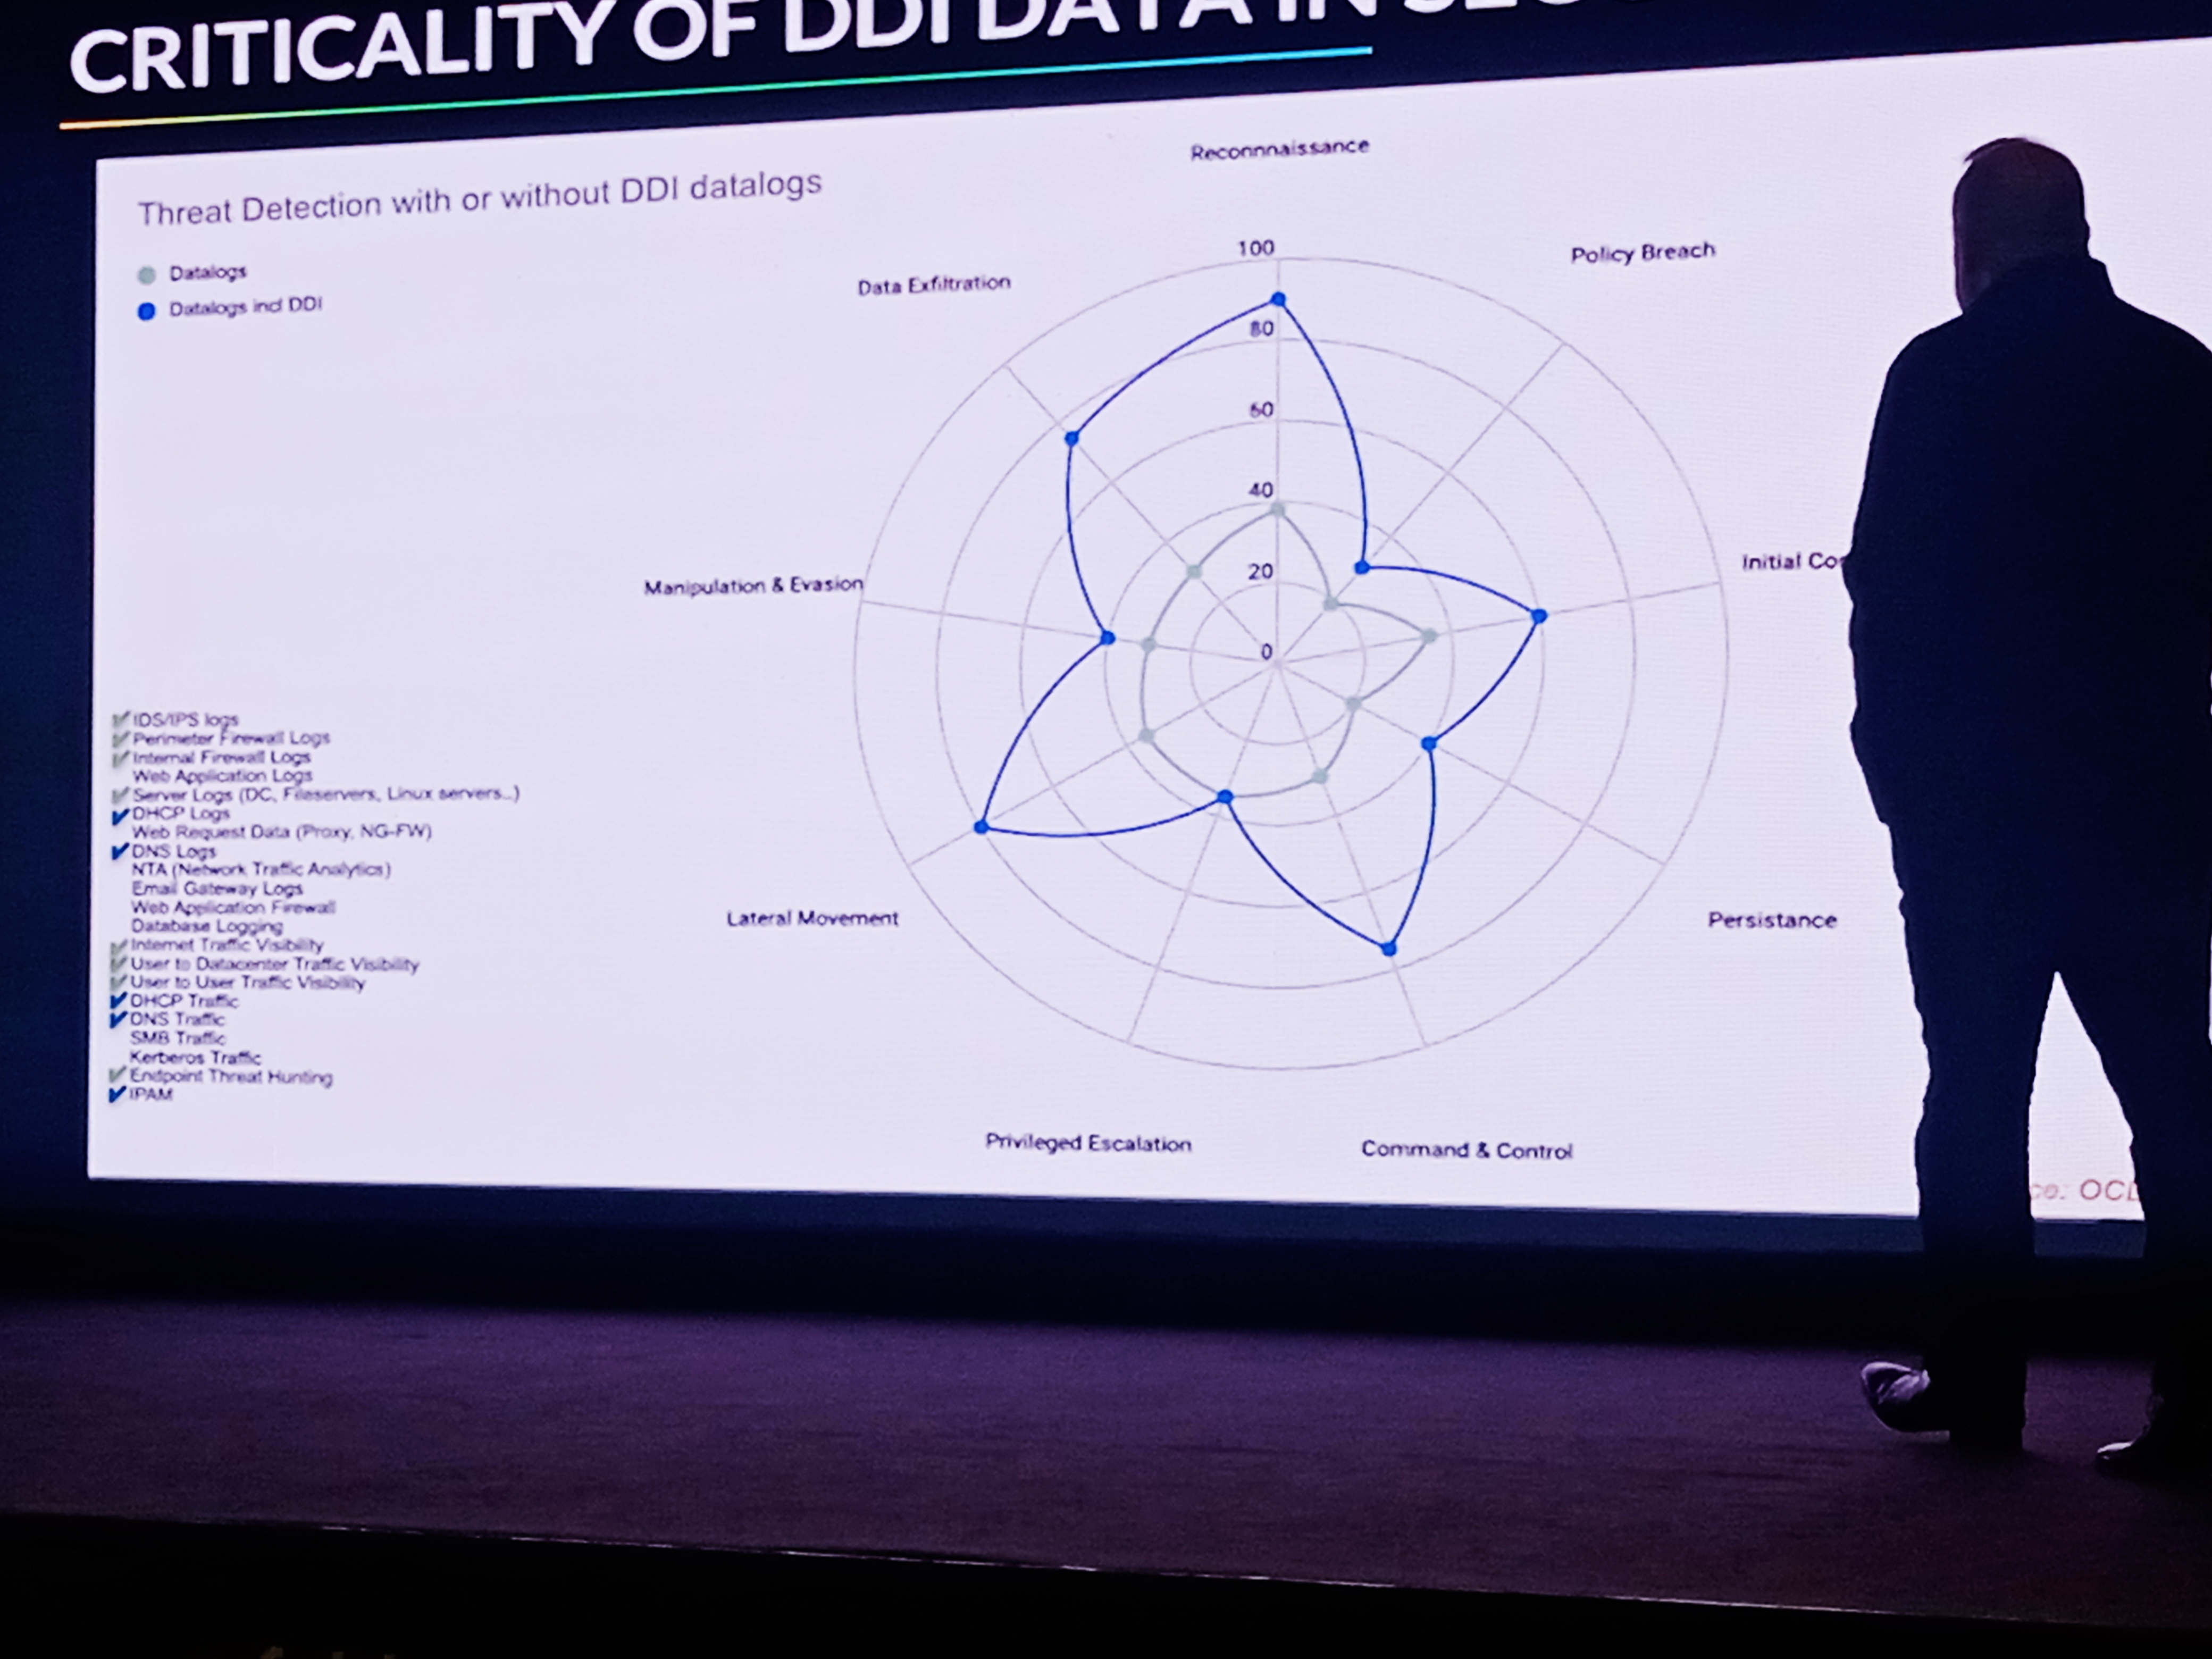 CRITICALITY OF DDI DATA IN
Threat Detection with or without DDI datalogs
Datalogs
Datalogs incl DDI
Reconnnaissance
Policy Breach
Data Exfiltration
100
80
60
40
20
0
Initial
Manipulation & Evasion
Lateral Movement
Persistance
Privileged Escalation
Command & Control
IDS/IPS logs
Perimeter Firewall Logs
Internal Firewall Logs
Web Application Logs
Server Logs (DC, Fileservers, Linux servers...)
DHCP Logs
Web Request Data (Proxy, NG-FW)
DNS Logs
NTA (Network Traffic Analytics)
Email Gateway Logs
Web Application Firewall
Database Logging
Internet Traffic Visibility
User to Datacenter Traffic Visibility
User to User Traffic Visibility
DHCP Traffic
DNS Traffic
SMB Traffic
Kerberos Traffic
Endpoint Threat Hunting
IPAM